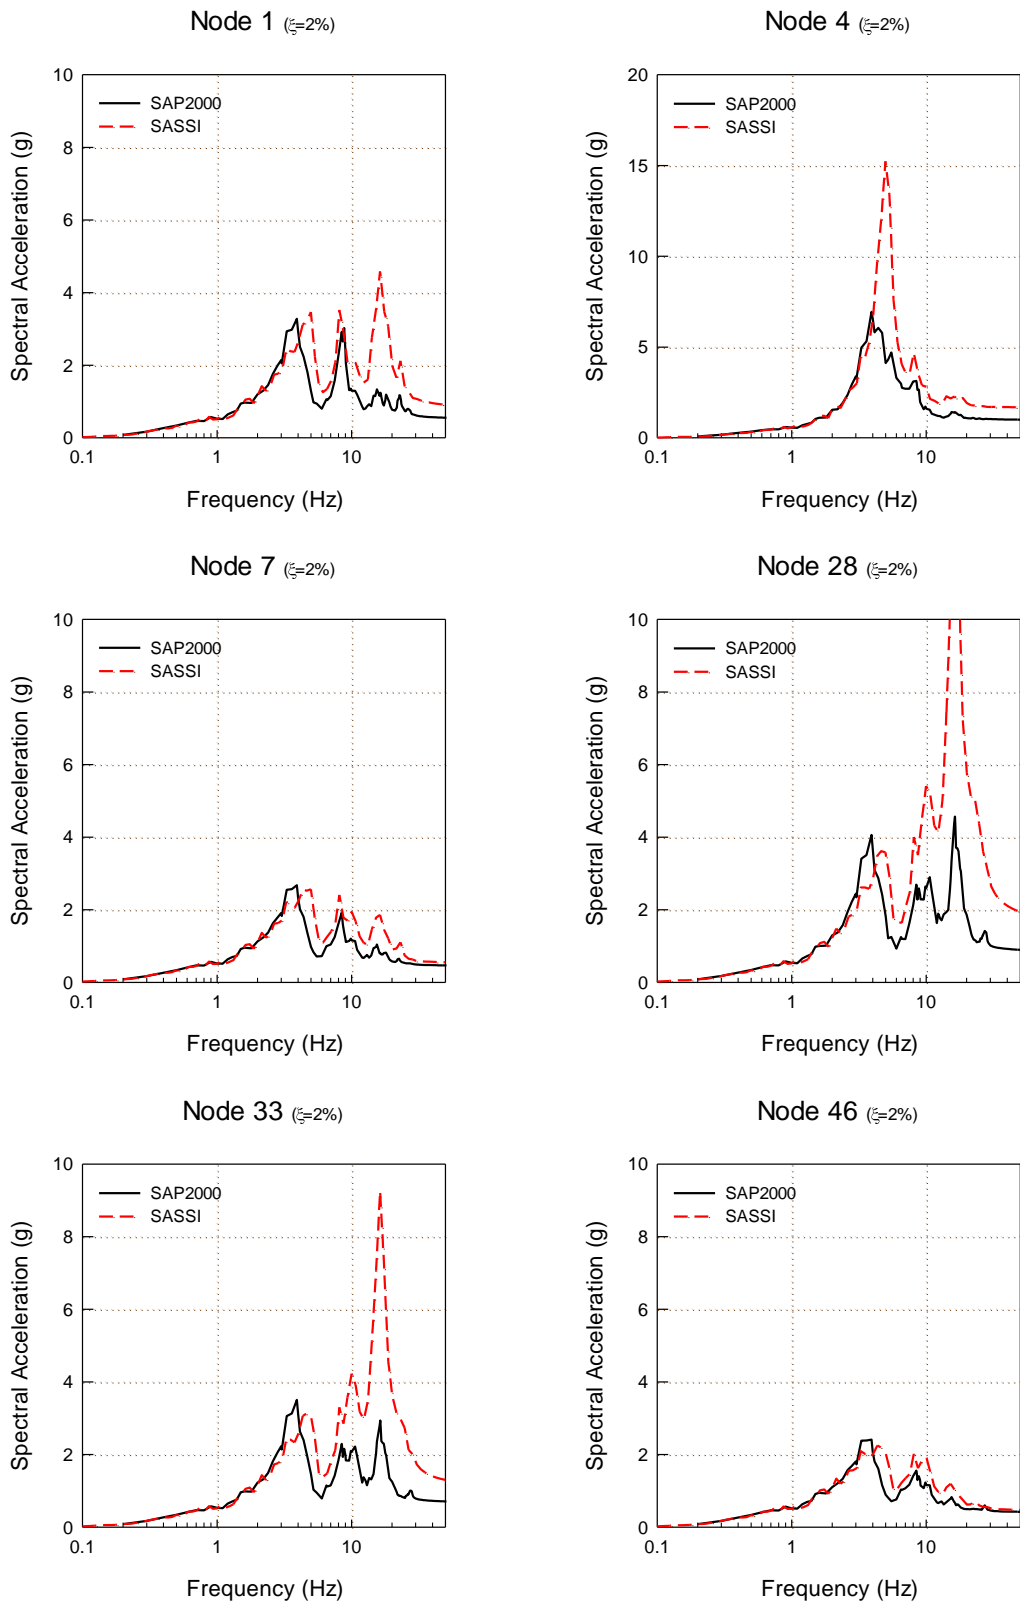 Node 1 (ξ=2%)
Node 4 (ξ=2%)
10
8
6
4
2
0
Spectral Acceleration (g)
SAP2000
SASSI
0.1
1
10
Frequency (Hz)
20
15
10
5
0
Spectral Acceleration (g)
SAP2000
SASSI
0.1
1
10
Frequency (Hz)
Node 7 (ξ=2%)
Node 28 (ξ=2%)
10
8
6
4
2
0
Spectral Acceleration (g)
SAP2000
SASSI
0.1
1
10
Frequency (Hz)
10
8
6
4
2
0
Spectral Acceleration (g)
SAP2000
SASSI
0.1
1
10
Frequency (Hz)
Node 33 (ξ=2%)
Node 46 (ξ=2%)
10
8
6
4
2
0
Spectral Acceleration (g)
SAP2000
SASSI
0.1
1
10
Frequency (Hz)
10
8
6
4
2
0
Spectral Acceleration (g)
SAP2000
SASSI
0.1
1
10
Frequency (Hz)